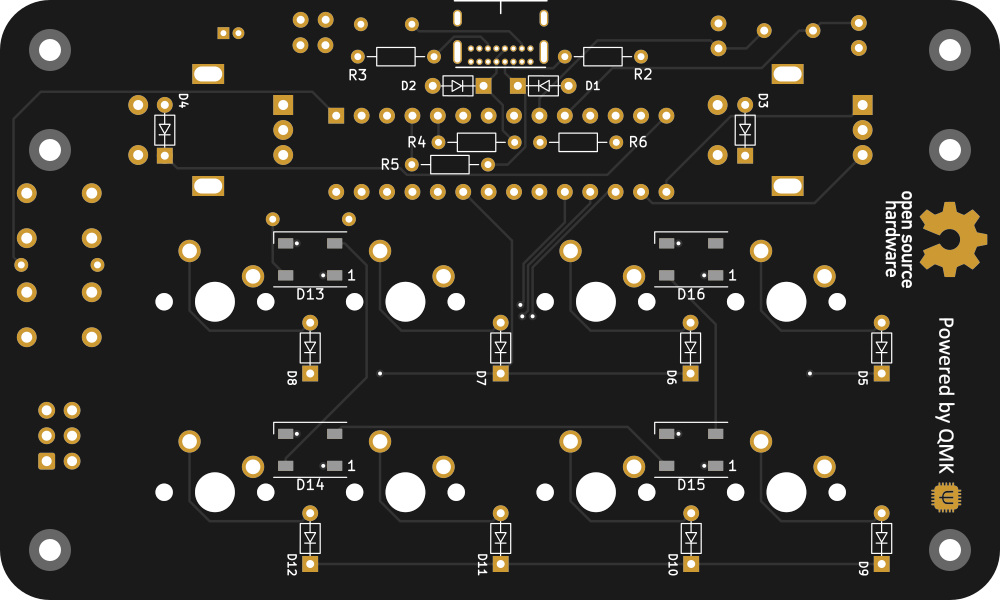 R3
R2
D2
D1
D4
D3
R4
R6
R5
open source
hardware
1
1
D13
D16
Powered by QMK
D8
D7
D6
D5
1
1
D14
D15
D12
D11
D10
D9